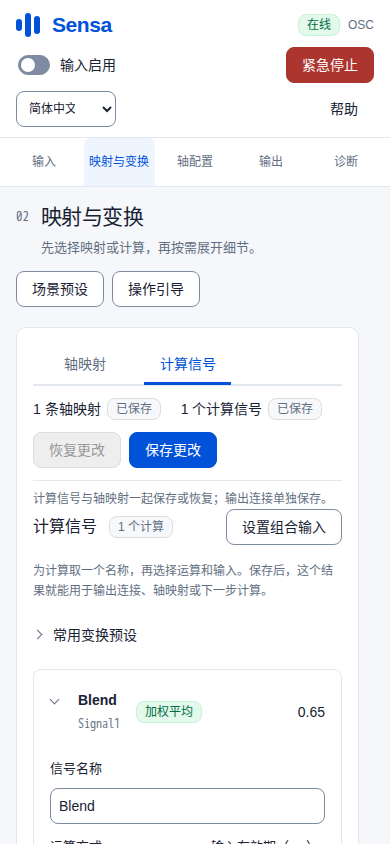 Sensa
在线 OSC
输入启用 紧急停止
简体中文 帮助
输入 映射与变换 轴配置 输出 诊断
02 映射与变换
先选择映射或计算，再按需展开细节。
场景预设 操作引导
轴映射 计算信号
1 条轴映射 已保存 1 个计算信号 已保存
恢复更改 保存更改
计算信号与轴映射一起保存或恢复；输出连接单独保存。
计算信号 1 个计算 设置组合输入
为计算取一个名称，再选择运算和输入。保存后，这个结
果就能用于输出、轴映射或下一步计算。
常用变换预设
Blend
Signal1 加权平均 0.65
信号名称
Blend